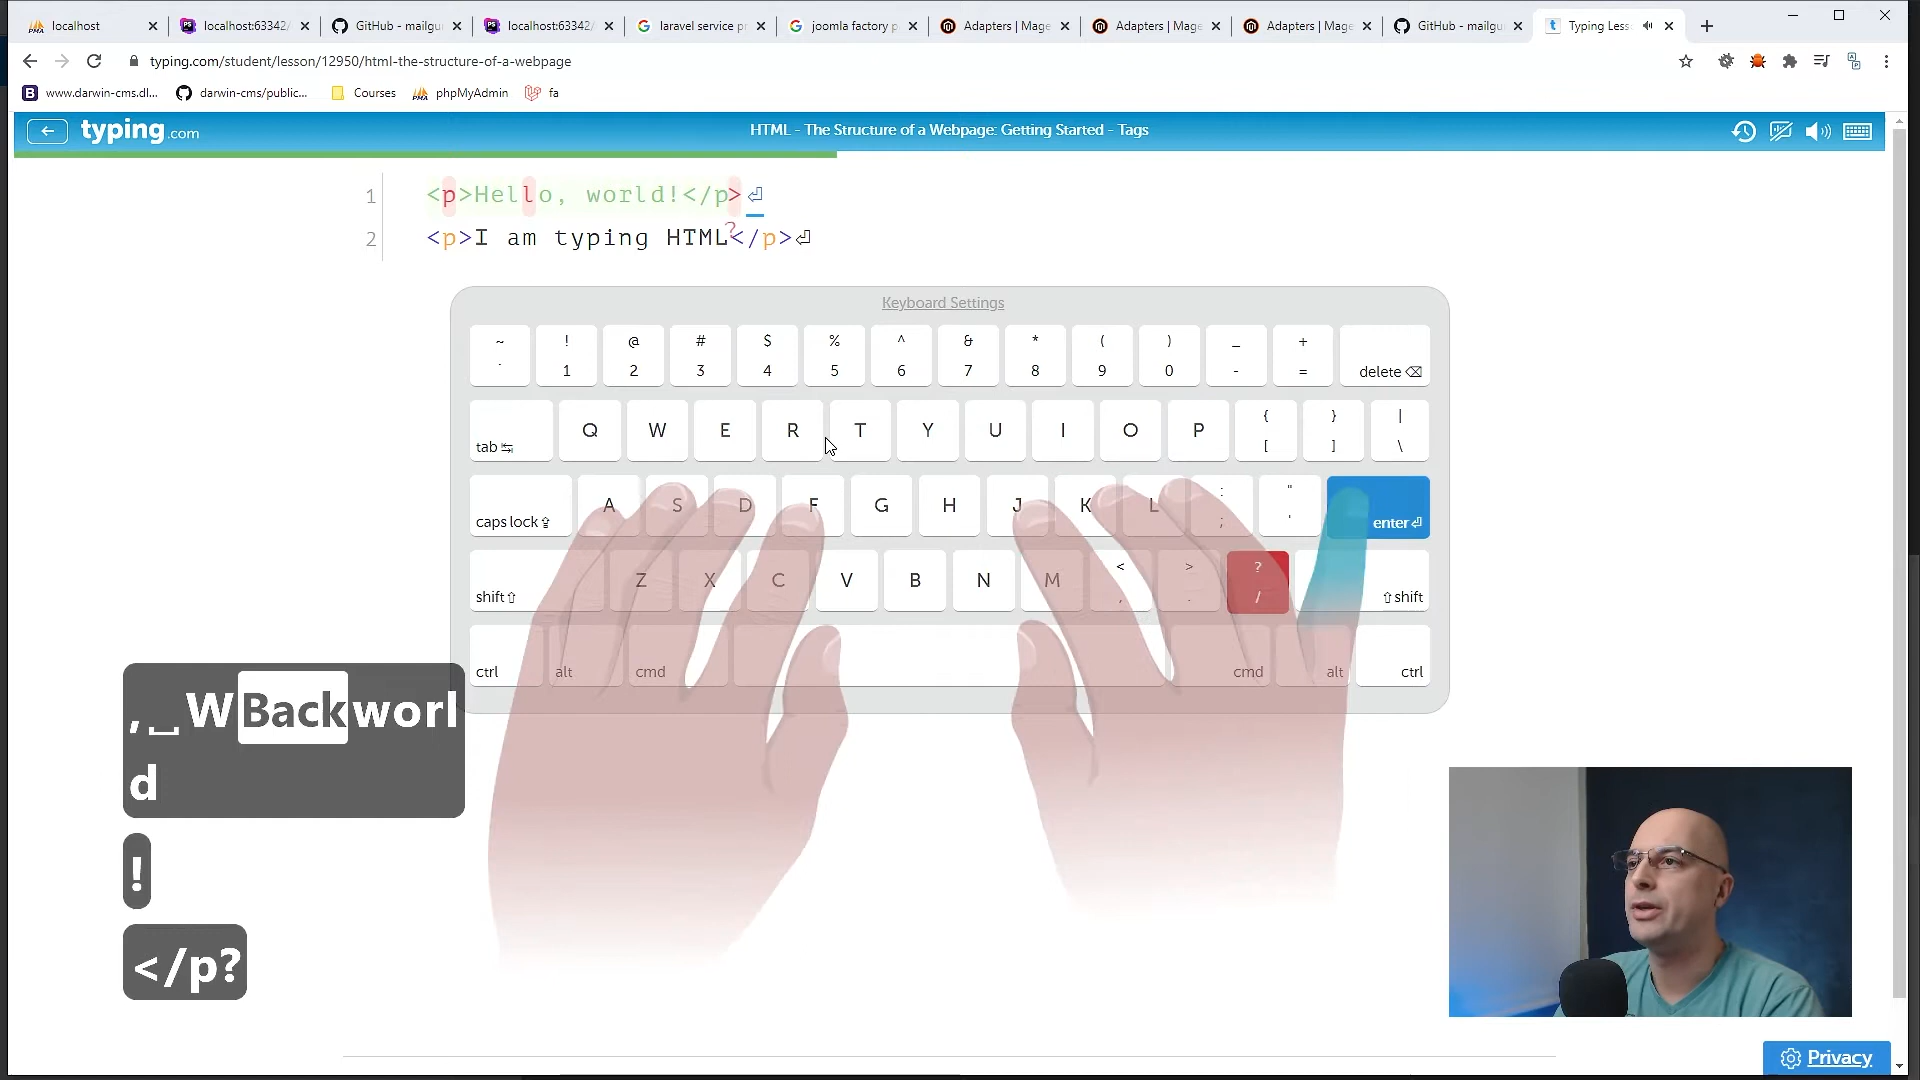 localhost
localhost:63342/
GitHub - mailgu
localhost:63342/
laravel service pr
joomla factory p
Adapters | Mage
Adapters | Mage
Adapters | Mage
GitHub - mailgu
Typing Less
typing.com/student/lesson/12950/html-the-structure-of-a-webpage
www.darwin-cms.dl...
darwin-cms/public...
Courses
phpMyAdmin
fa
typing.com
HTML - The Structure of a Webpage: Getting Started - Tags
1 <p>Hello, world!</p>⏎
?
2 <p>I am typing HTML</p>⏎
Keyboard Settings
~ ! @ # $ % ^ & * ( ) _ +
` 1 2 3 4 5 6 7 8 9 0 - = delete ⌫
tab Q W E R T Y U I O P { [ } ] | \
caps lock A S D F G H J K L : ; " ' enter
shift Z X C V B N M < , > . ? / shift
ctrl alt cmd cmd alt ctrl
,␣WBackworl
d
!
</p?
Privacy